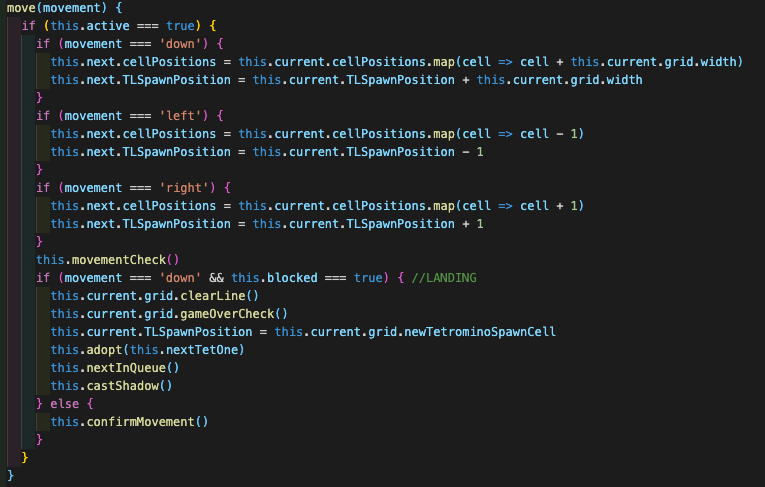 move(movement) {
  if (this.active === true) {
    if (movement === 'down') {
      this.next.cellPositions = this.current.cellPositions.map(cell => cell + this.current.grid.width)
      this.next.TLSpawnPosition = this.current.TLSpawnPosition + this.current.grid.width
    }
    if (movement === 'left') {
      this.next.cellPositions = this.current.cellPositions.map(cell => cell - 1)
      this.next.TLSpawnPosition = this.current.TLSpawnPosition - 1
    }
    if (movement === 'right') {
      this.next.cellPositions = this.current.cellPositions.map(cell => cell + 1)
      this.next.TLSpawnPosition = this.current.TLSpawnPosition + 1
    }
    this.movementCheck()
    if (movement === 'down' && this.blocked === true) { //LANDING
      this.current.grid.clearLine()
      this.current.grid.gameOverCheck()
      this.current.TLSpawnPosition = this.current.grid.newTetrominoSpawnCell
      this.adopt(this.nextTetOne)
      this.nextInQueue()
      this.castShadow()
    } else {
      this.confirmMovement()
    }
  }
}